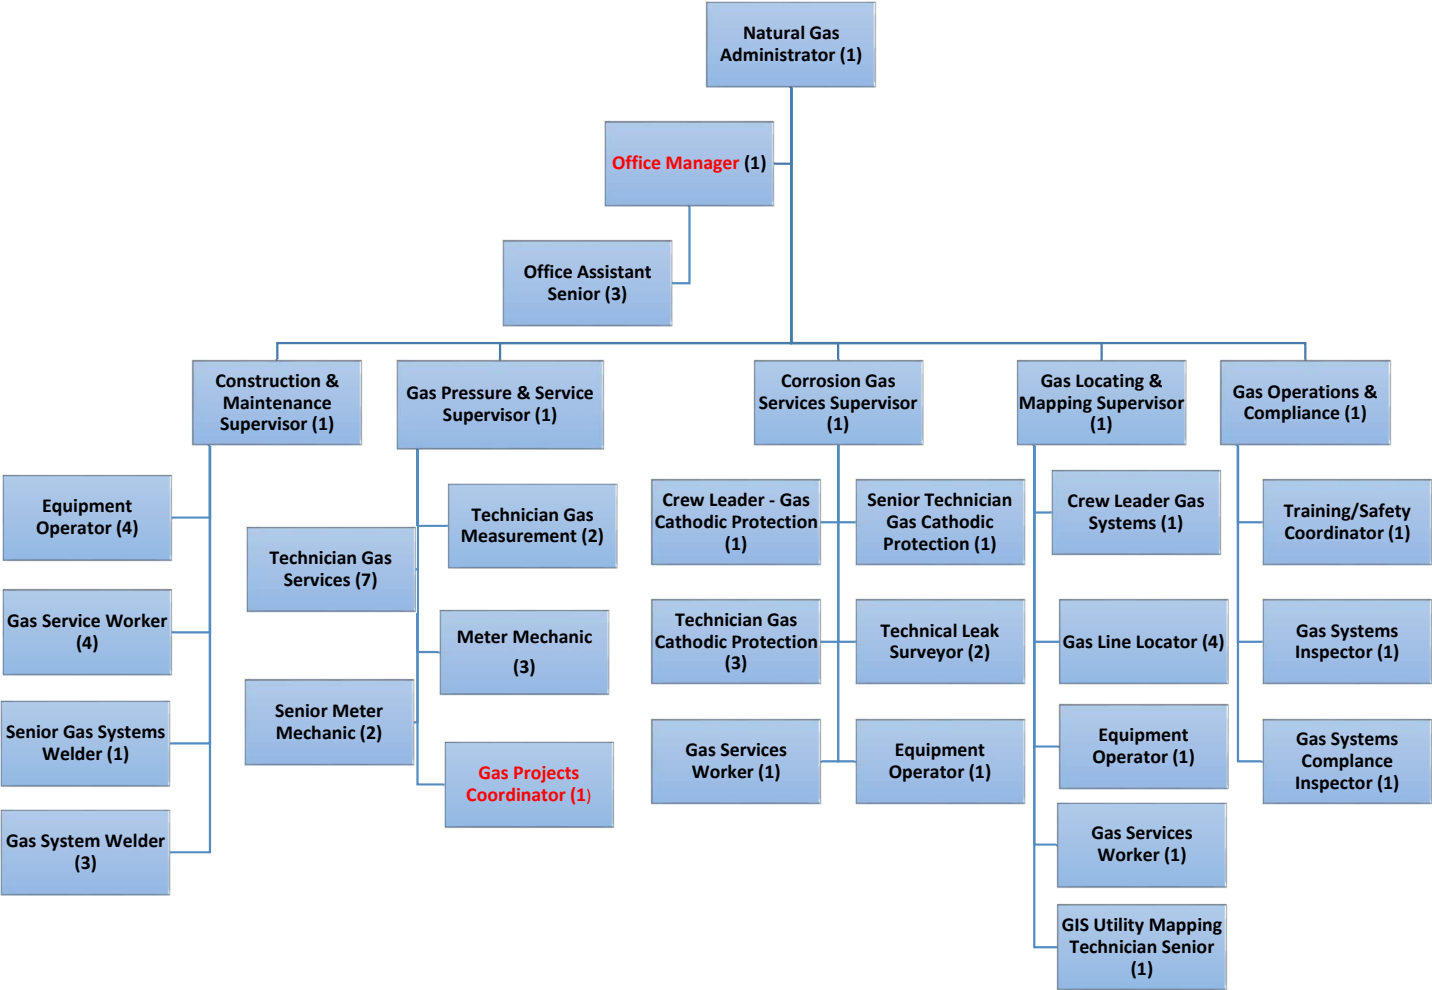 Natural Gas
Administrator (1)
Office Manager (1)
Office Assistant
Senior (3)
Construction &
Maintenance
Supervisor (1)
Gas Pressure & Service
Supervisor (1)
Corrosion Gas
Services Supervisor
(1)
Gas Locating &
Mapping Supervisor
(1)
Gas Operations &
Compliance (1)
Equipment
Operator (4)
Gas Service Worker
(4)
Senior Gas Systems
Welder (1)
Gas System Welder
(3)
Technician Gas
Measurement (2)
Technician Gas
Services (7)
Meter Mechanic
(3)
Senior Meter
Mechanic (2)
Gas Projects
Coordinator (1)
Crew Leader - Gas
Cathodic Protection
(1)
Senior Technician
Gas Cathodic
Protection (1)
Technician Gas
Cathodic Protection
(3)
Technical Leak
Surveyor (2)
Gas Services
Worker (1)
Equipment
Operator (1)
Crew Leader Gas
Systems (1)
Gas Line Locator (4)
Equipment
Operator (1)
Gas Services
Worker (1)
GIS Utility Mapping
Technician Senior
(1)
Training/Safety
Coordinator (1)
Gas Systems
Inspector (1)
Gas Systems
Complance
Inspector (1)